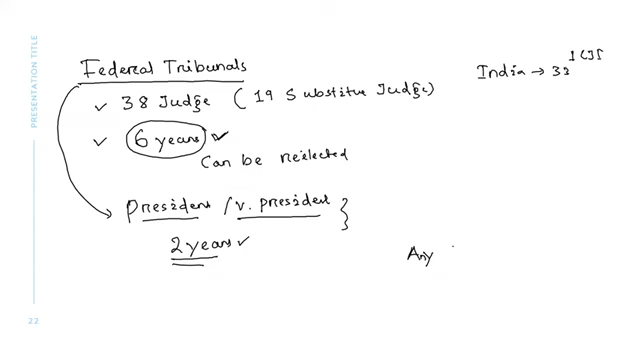 PRESENTATION TITLE
Federal Tribunals
38 Judge (19 Substitue Judge)
6 years
Can be reelected
President / v. president
2 years
Any
India → 33
1 CJI
22